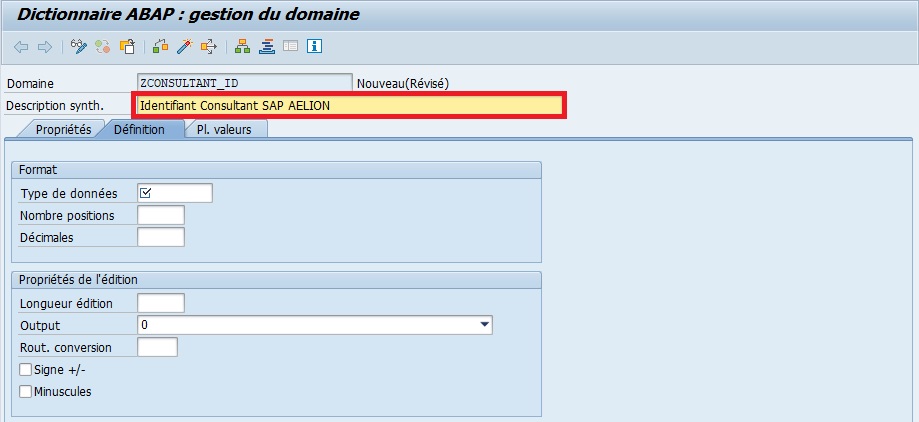 Dictionnaire ABAP : gestion du domaine
Domaine ZCONSULTANT_ID Nouveau(Révisé)
Description synth. Identifiant Consultant SAP AELION
Propriétés Définition Pl. valeurs
Format
Type de données
Nombre positions
Décimales
Propriétés de l'édition
Longueur édition
Output 0
Rout. conversion
Signe +/-
Minuscules